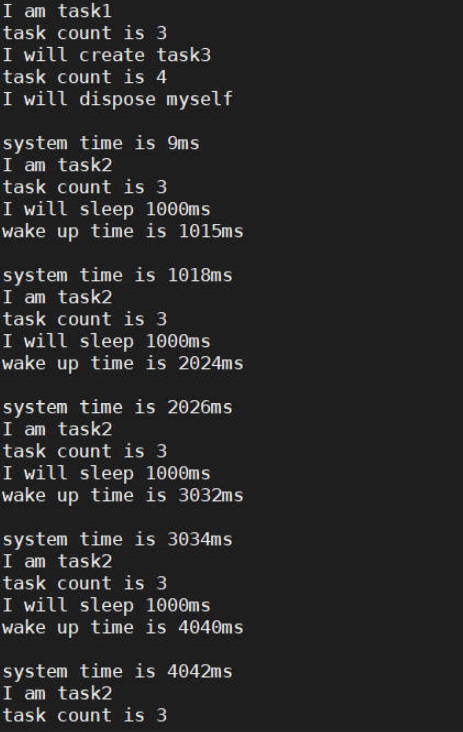 I am task1
task count is 3
I will create task3
task count is 4
I will dispose myself
system time is 9ms
I am task2
task count is 3
I will sleep 1000ms
wake up time is 1015ms
system time is 1018ms
I am task2
task count is 3
I will sleep 1000ms
wake up time is 2024ms
system time is 2026ms
I am task2
task count is 3
I will sleep 1000ms
wake up time is 3032ms
system time is 3034ms
I am task2
task count is 3
I will sleep 1000ms
wake up time is 4040ms
system time is 4042ms
I am task2
task count is 3